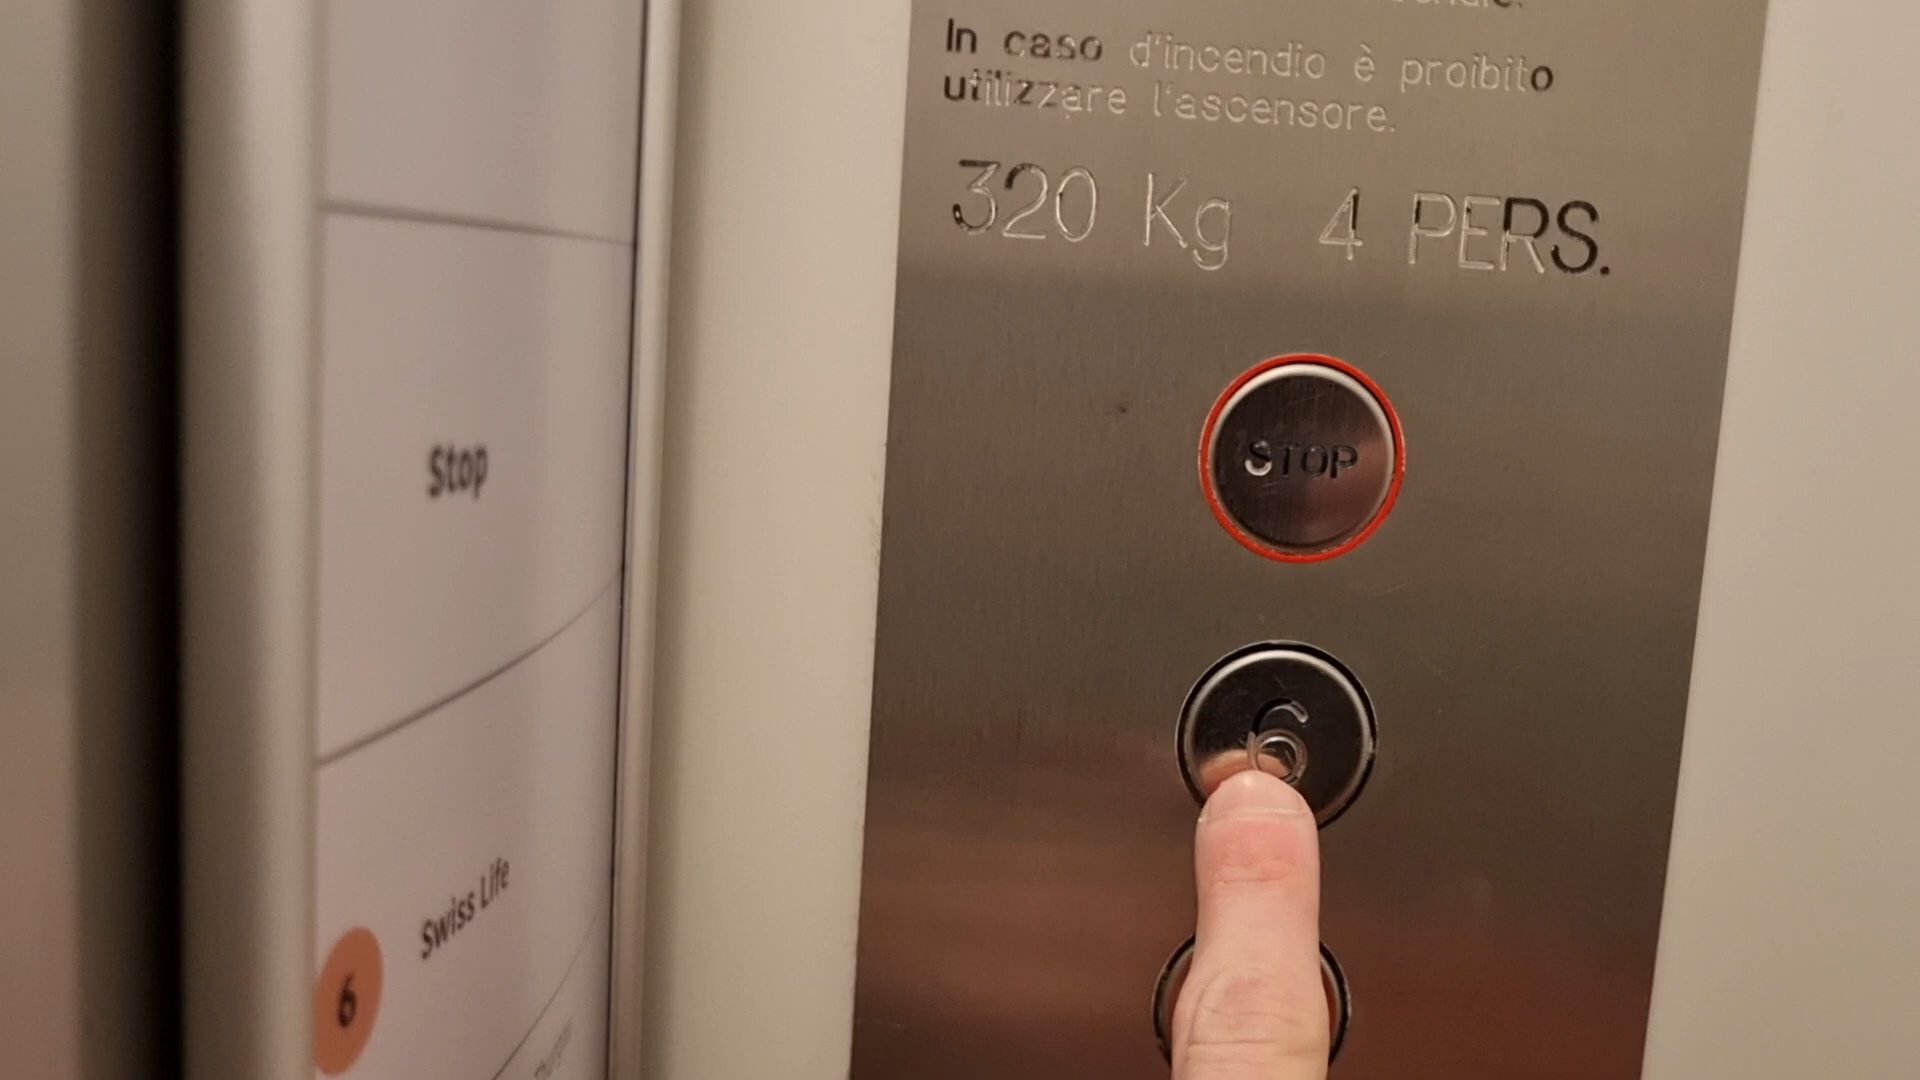 In caso d'incendio è proibito
utilizzare l'ascensore.
320 Kg 4 PERS.
STOP
6
Stop
Swiss Life
6